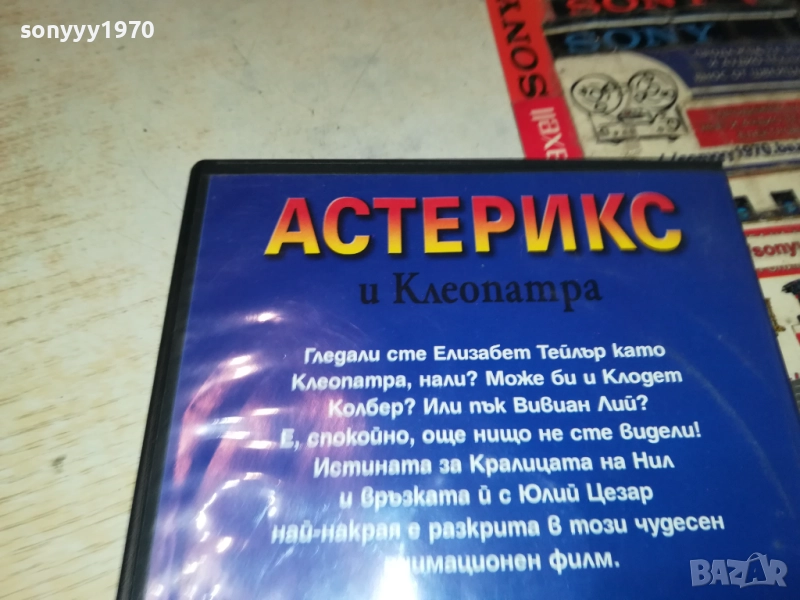 sonyyy1970
SONY
SONY
maxell
АСТЕРИКС
и Клеопатра
Гледали сте Елизабет Тейлър като
Клеопатра, нали? Може би и Клодет
Колбер? Или пък Вивиан Лий?
Е, спокойно, още нищо не сте видели!
Истината за Кралицата на Нил
и връзката ѝ с Юлий Цезар
най-накрая е разкрита в този чудесен
анимационен филм.
BAZAR